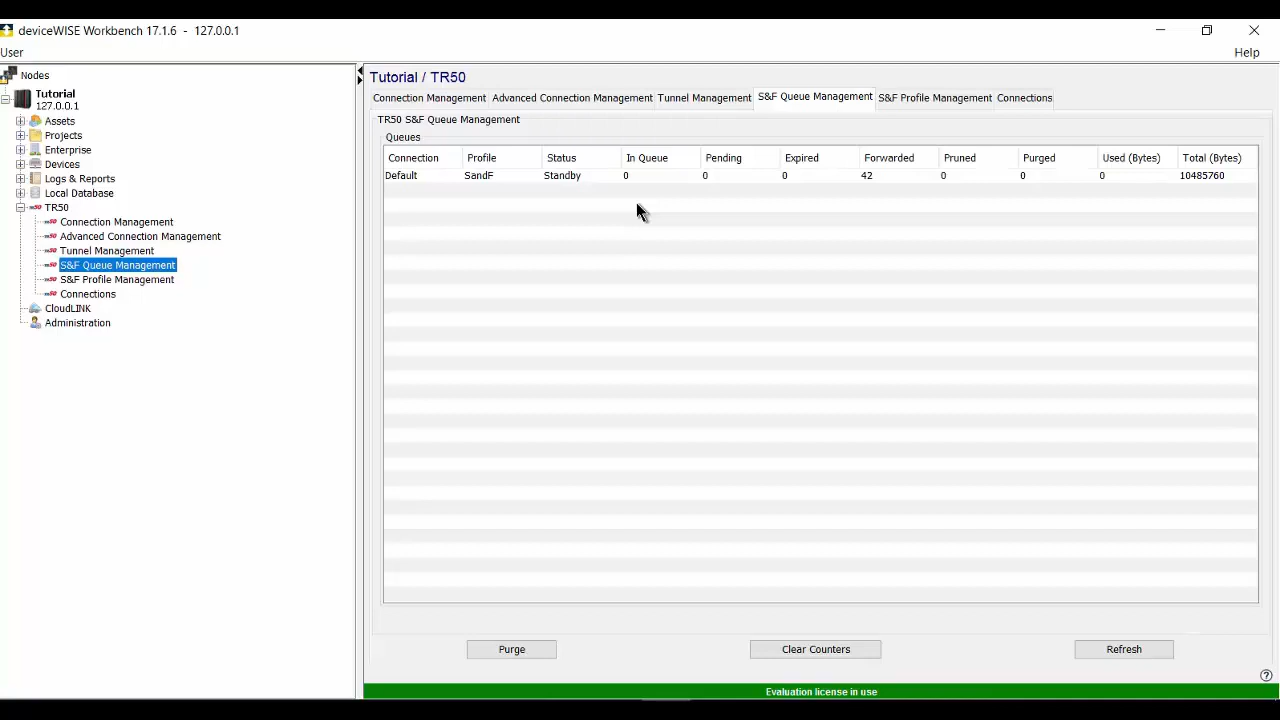 deviceWISE Workbench 17.1.6 - 127.0.0.1
User Help
Nodes
Tutorial
127.0.0.1
Assets
Projects
Enterprise
Devices
Logs & Reports
Local Database
TR50
Connection Management
Advanced Connection Management
Tunnel Management
S&F Queue Management
S&F Profile Management
Connections
CloudLINK
Administration
Tutorial / TR50
Connection Management Advanced Connection Management Tunnel Management S&F Queue Management S&F Profile Management Connections
TR50 S&F Queue Management
Queues
Connection Profile Status In Queue Pending Expired Forwarded Pruned Purged Used (Bytes) Total (Bytes)
Default SandF Standby 0 0 0 42 0 0 0 10485760
Purge Clear Counters Refresh
Evaluation license in use